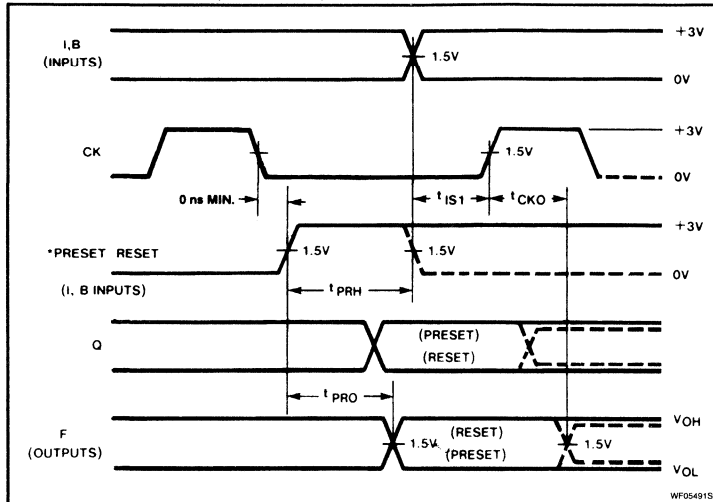 I,B
(INPUTS)
1.5V
+3V
0V
CK
1.5V
+3V
0V
0 ns MIN.
t IS1
t CKO
*PRESET RESET
(I, B INPUTS)
1.5V
1.5V
+3V
0V
t PRH
Q
(PRESET)
(RESET)
t PRO
F
(OUTPUTS)
1.5V
(RESET)
(PRESET)
1.5V
VOH
VOL
WF05491S